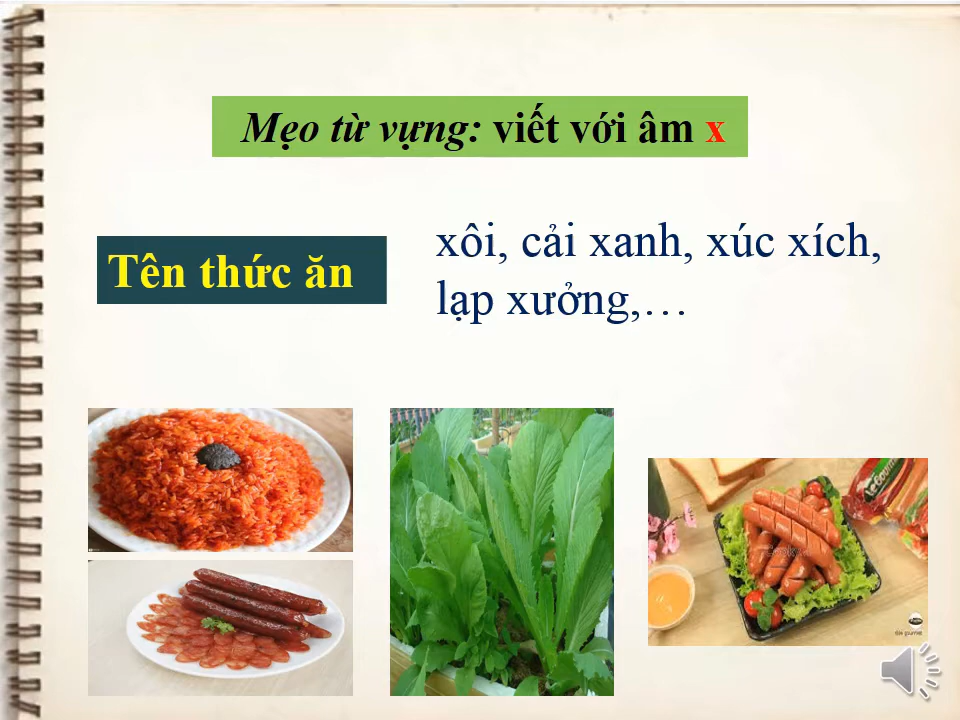 Mẹo từ vựng: viết với âm x
Tên thức ăn
xôi, cải xanh, xúc xích,
lạp xưởng,…